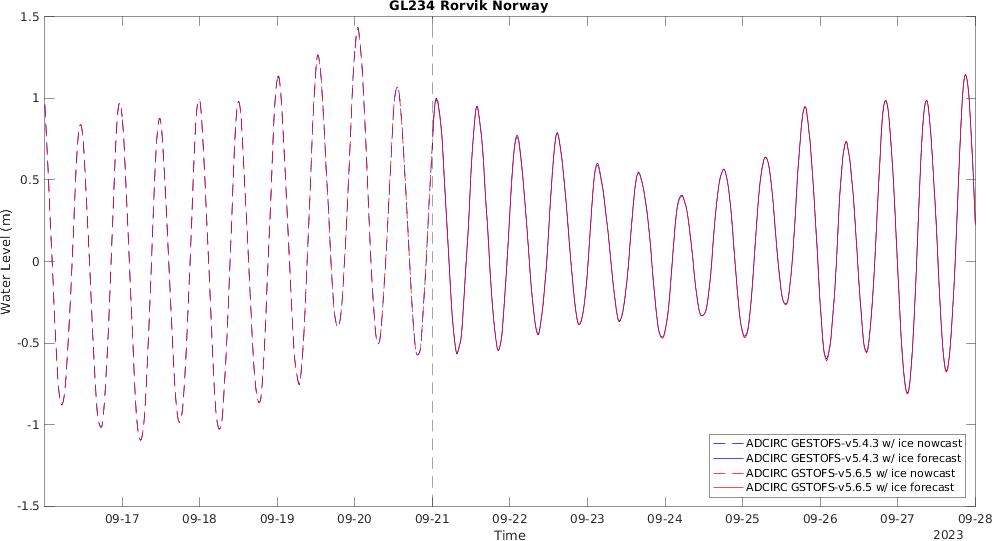 GL234 Rorvik Norway
1.5
1
0.5
0
-0.5
-1
-1.5
Water Level (m)
09-17 09-18 09-19 09-20 09-21 09-22 09-23 09-24 09-25 09-26 09-27 09-28
Time
2023
ADCIRC GESTOFS-v5.4.3 w/ ice nowcast
ADCIRC GESTOFS-v5.4.3 w/ ice forecast
ADCIRC GSTOFS-v5.6.5 w/ ice nowcast
ADCIRC GSTOFS-v5.6.5 w/ ice forecast